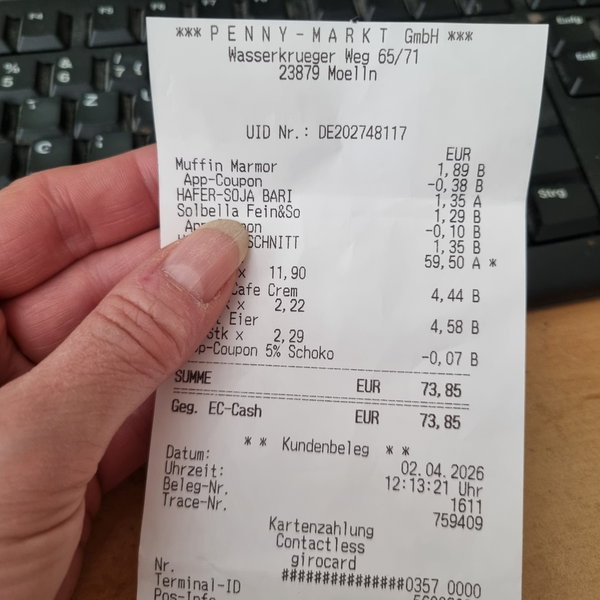 *** PENNY-MARKT GmbH ***
Wasserkrueger Weg 65/71
23879 Moelln
UID Nr.: DE202748117
EUR
Muffin Marmor 1,89 B
App-Coupon -0,38 B
HAFER-SOJA BARI 1,35 A
Solbella Fein&So 1,29 B
-0,10 B
SCHNITT 1,35 B
59,50 A *
x 11,90
Cafe Crem 4,44 B
x 2,22
Eier 4,58 B
Stk x 2,29
-Coupon 5% Schoko -0,07 B
SUMME EUR 73,85
Geg. EC-Cash EUR 73,85
* * Kundenbeleg * *
Datum: 02.04.2026
Uhrzeit: 12:13:21 Uhr
Beleg-Nr. 1611
Trace-Nr. 759409
Kartenzahlung
Contactless
girocard
Nr. ###############0357 0000
Terminal-ID
Pos-Info
Strg